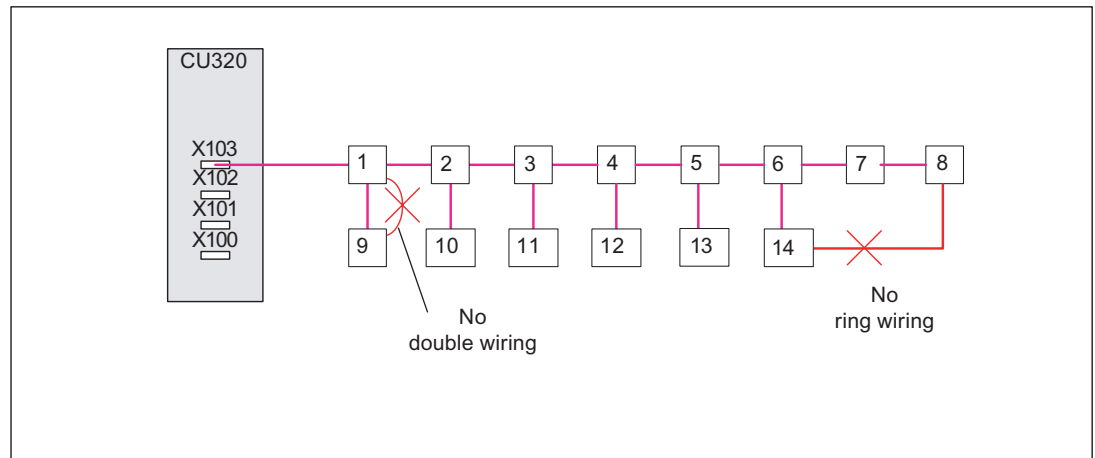 CU320
X103
X102
X101
X100
1 2 3 4 5 6 7 8
9 10 11 12 13 14
No
double wiring
No
ring wiring